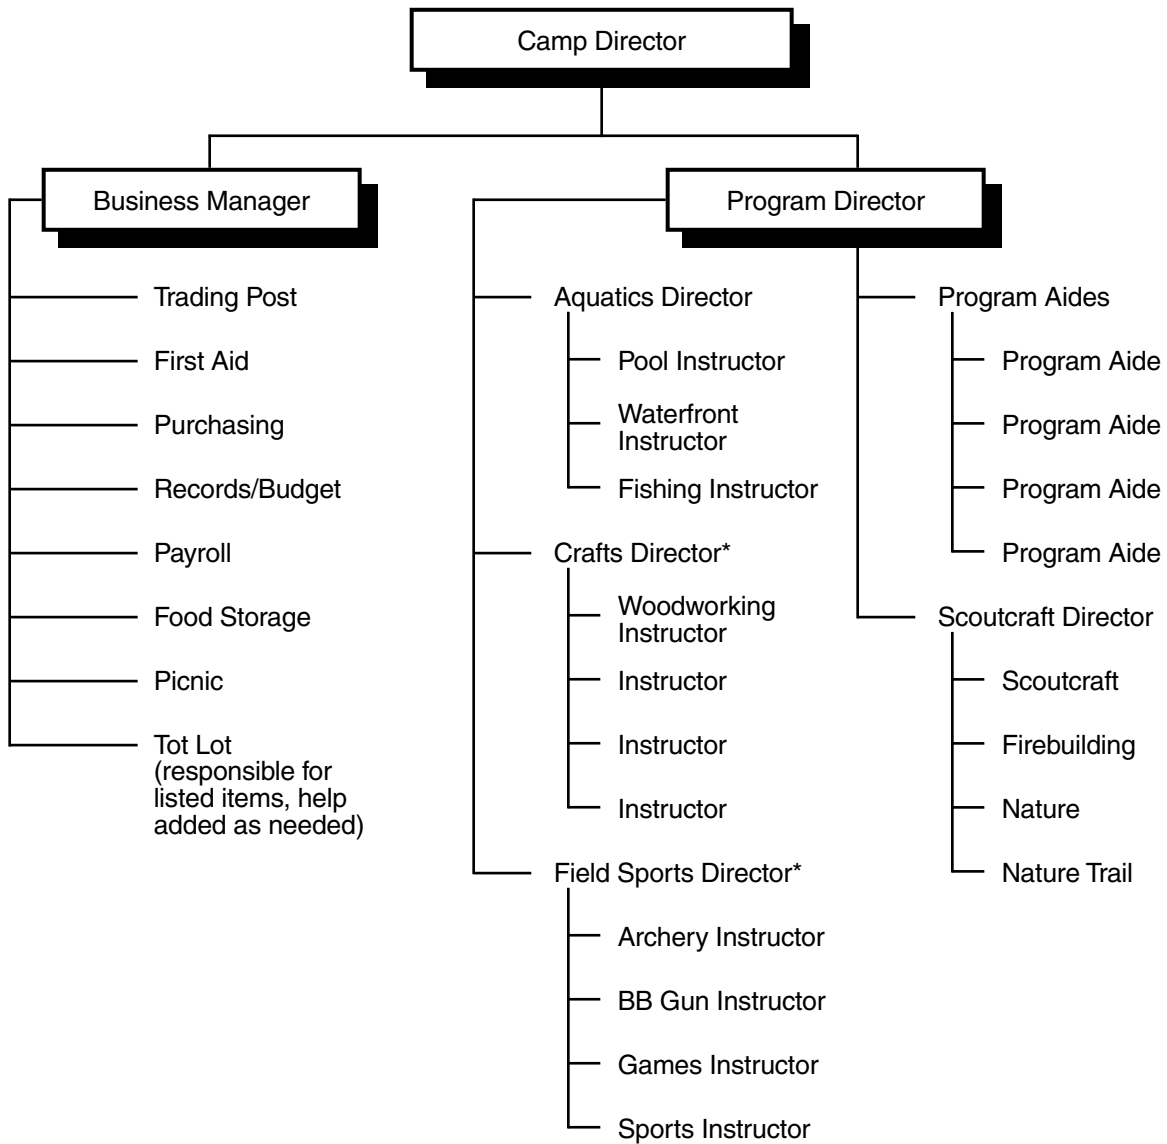 Camp Director
Business Manager
Trading Post
First Aid
Purchasing
Records/Budget
Payroll
Food Storage
Picnic
Tot Lot
(responsible for
listed items, help
added as needed)
Program Director
Aquatics Director
Pool Instructor
Waterfront
Instructor
Fishing Instructor
Crafts Director*
Woodworking
Instructor
Instructor
Instructor
Instructor
Field Sports Director*
Archery Instructor
BB Gun Instructor
Games Instructor
Sports Instructor
Program Aides
Program Aide
Program Aide
Program Aide
Program Aide
Scoutcraft Director
Scoutcraft
Firebuilding
Nature
Nature Trail